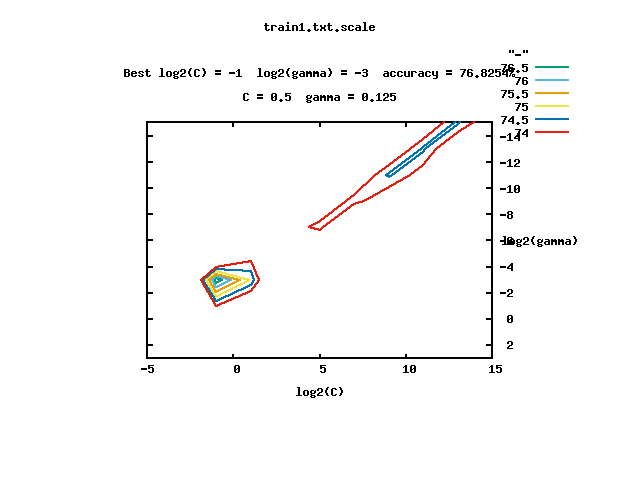 train1.txt.scale
"-"
Best log2(C) = -1  log2(gamma) = -3  accuracy = 76.8254%
76.5
76
75.5
C = 0.5  gamma = 0.125
75
74.5
74
-14
-12
-10
-8
-6
log2(gamma)
-4
-2
0
2
-5 0 5 10 15
log2(C)